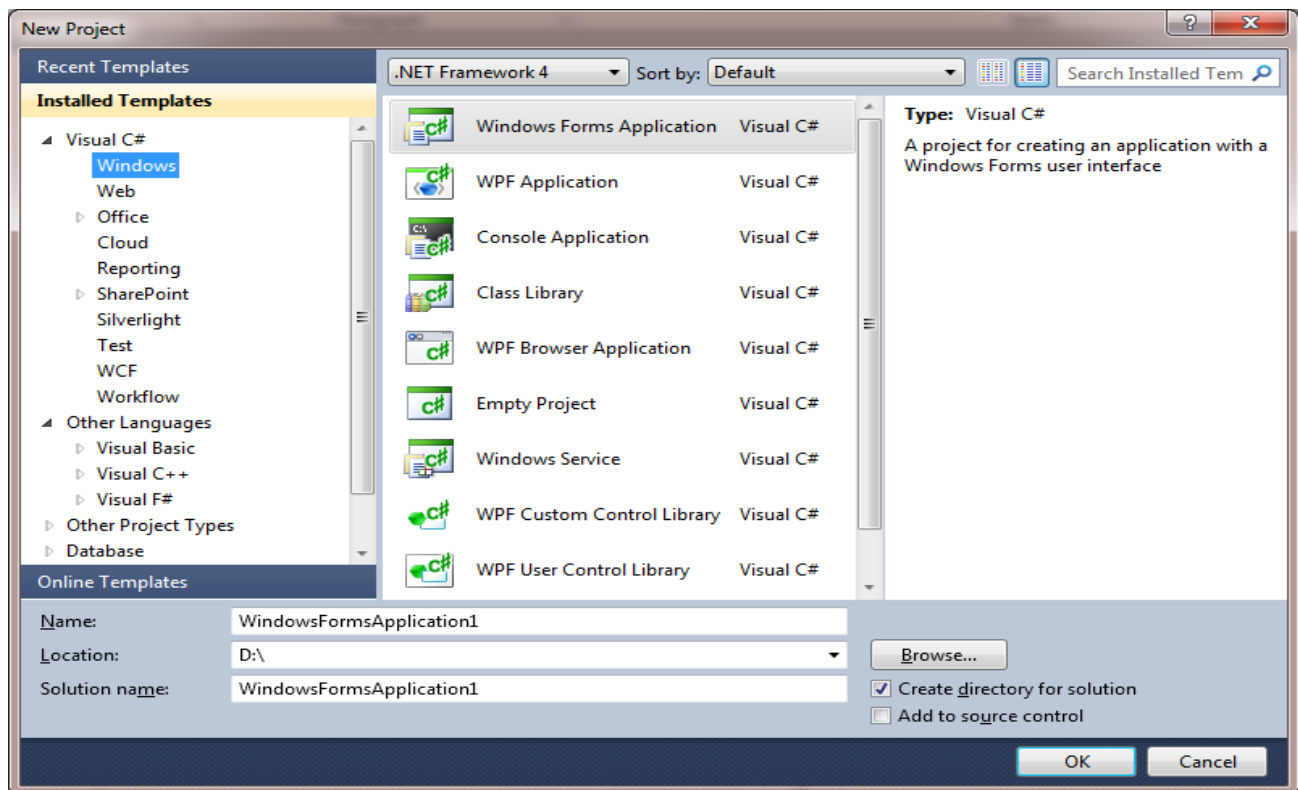 New Project
Recent Templates
Installed Templates
Visual C#
Windows
Web
Office
Cloud
Reporting
SharePoint
Silverlight
Test
WCF
Workflow
Other Languages
Visual Basic
Visual C++
Visual F#
Other Project Types
Database
Online Templates
.NET Framework 4 Sort by: Default Search Installed Tem
Windows Forms Application Visual C#
WPF Application Visual C#
Console Application Visual C#
Class Library Visual C#
WPF Browser Application Visual C#
Empty Project Visual C#
Windows Service Visual C#
WPF Custom Control Library Visual C#
WPF User Control Library Visual C#
Type: Visual C#
A project for creating an application with a
Windows Forms user interface
Name: WindowsFormsApplication1
Location: D:\ Browse...
Solution name: WindowsFormsApplication1 Create directory for solution
Add to source control
OK Cancel